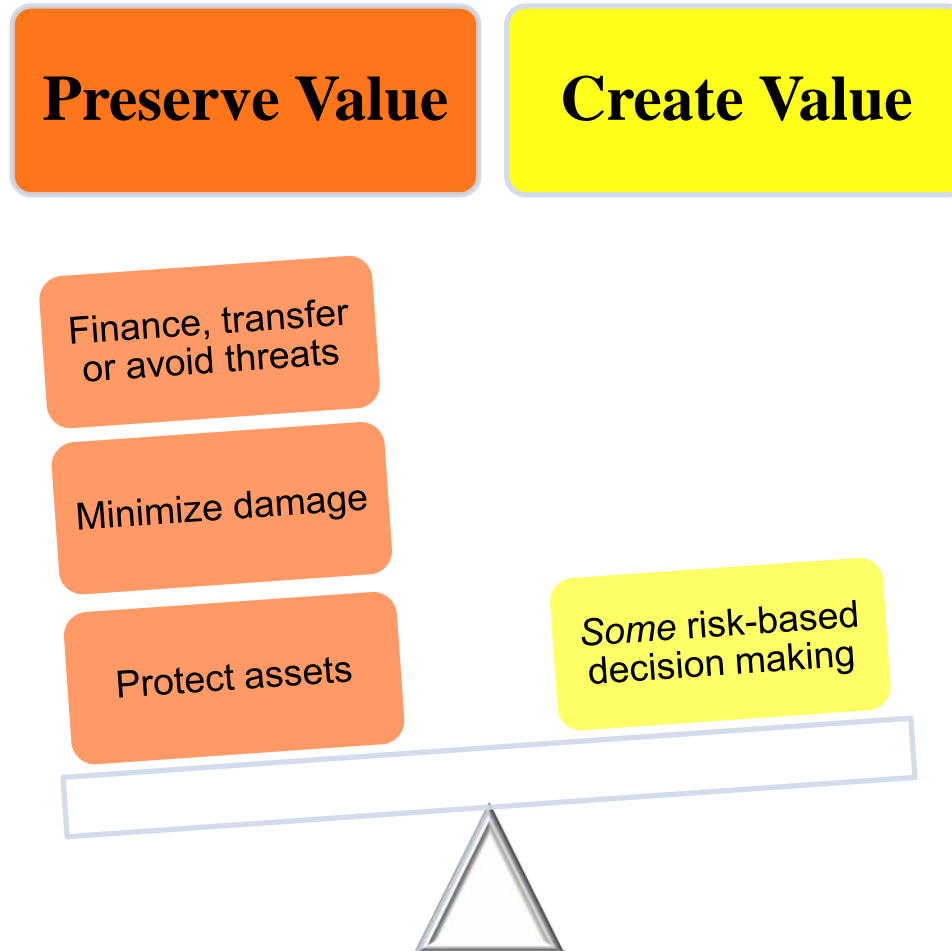 Preserve Value
Create Value
Finance, transfer
or avoid threats
Minimize damage
Protect assets
Some risk-based
decision making